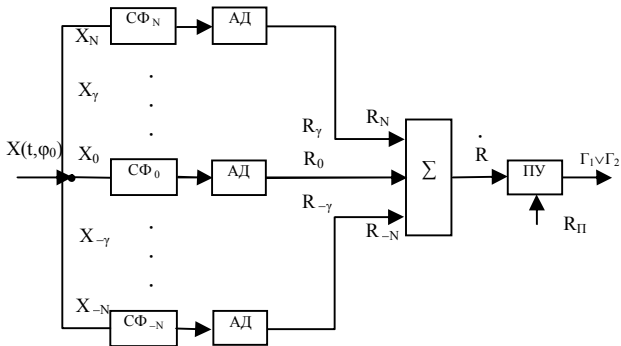 X_N СФ_N АД
X_γ
R_γ R_N
X(t,φ_0) X_0 СФ_0 АД R_0 Σ Ṙ ПУ Г_1∨Г_2
R_{−γ} R_{−N} R_П
X_{−γ}
X_{−N} СФ_{−N} АД